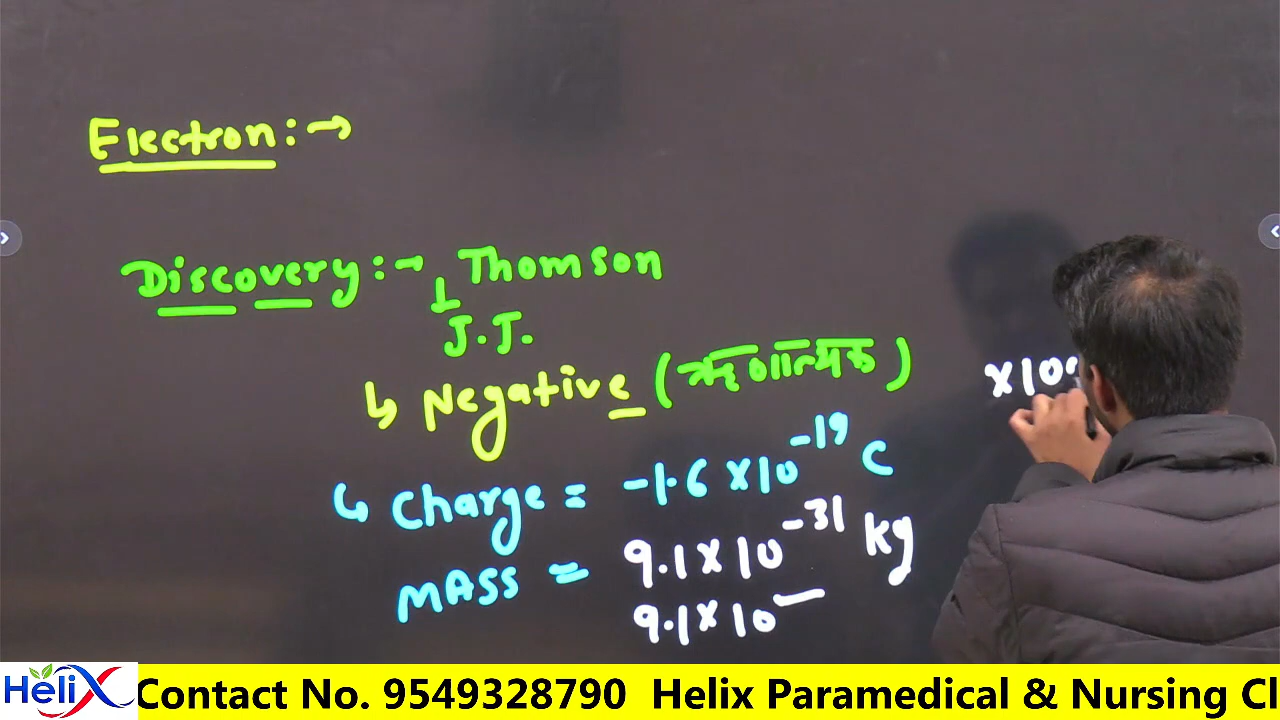 Electron:→
Discovery:- Thomson
J.J.
↳ Negative (ऋणात्मक)
x10
↳ Charge = -1.6 x 10⁻¹⁹ C
MASS = 9.1 x 10⁻³¹ kg
9.1 x 10⁻
HeliX Contact No. 9549328790 Helix Paramedical & Nursing Cl